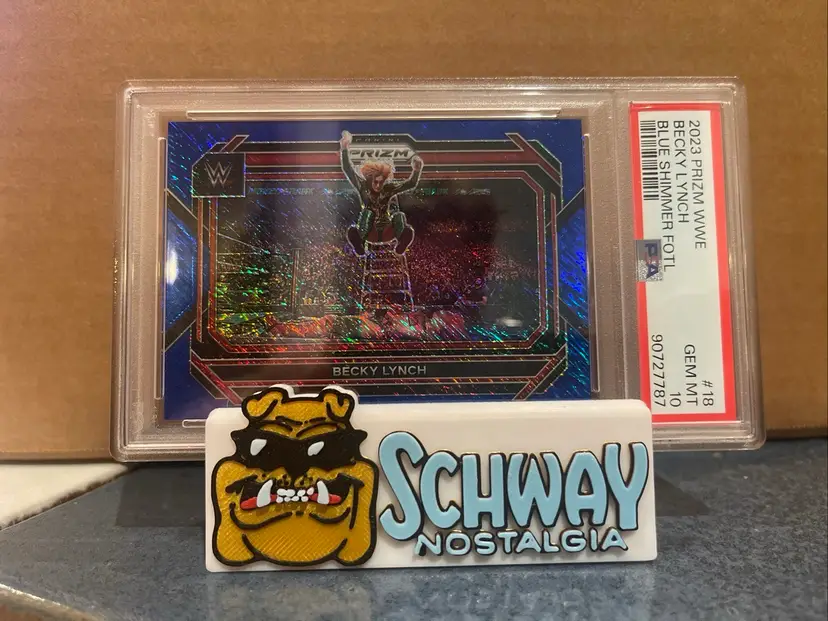 W
PANINI
PRIZM
BECKY LYNCH
2023 PRIZM WWE
BECKY LYNCH
BLUE SHIMMER FOTL
#18
GEM MT
10
90727787
PSA
SCHWAY
NOSTALGIA